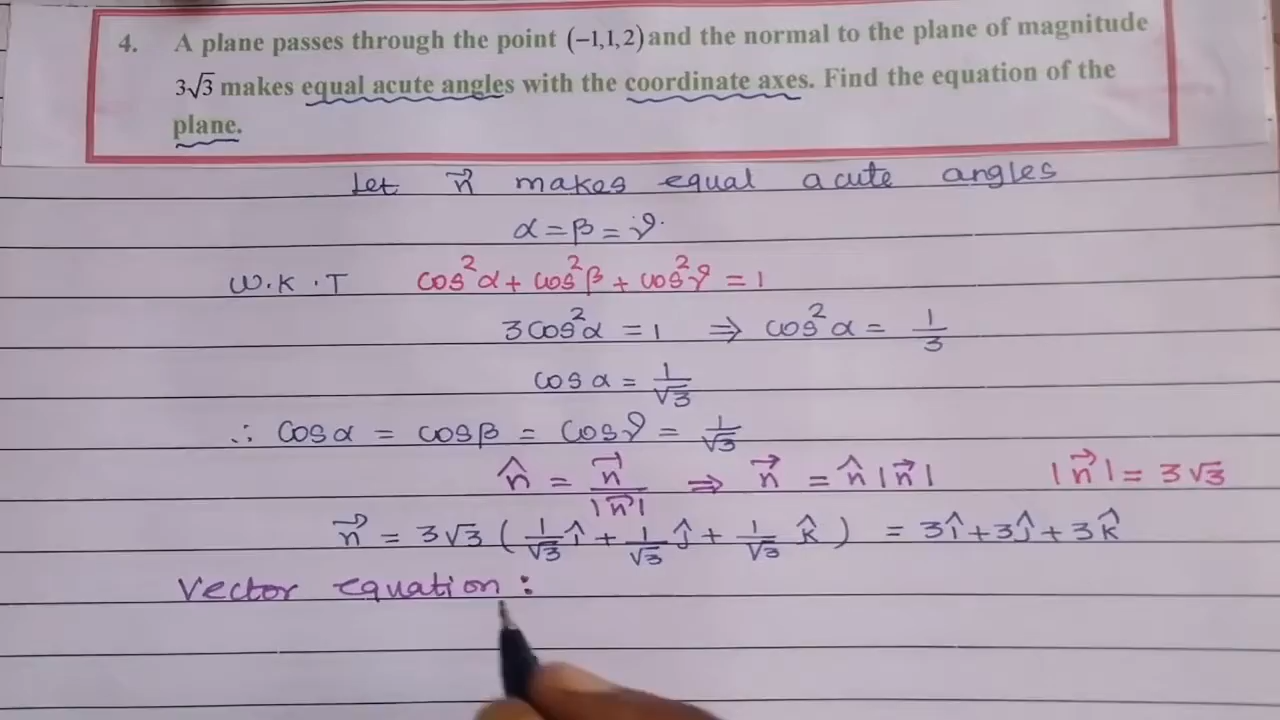 4. A plane passes through the point (−1,1,2) and the normal to the plane of magnitude
3√3 makes equal acute angles with the coordinate axes. Find the equation of the
plane.
Let n⃗ makes equal acute angles
α = β = γ.
W.K.T cos²α + cos²β + cos²γ = 1
3cos²α = 1 ⇒ cos²α = 1/3
cos α = 1/√3
∴ cosα = cosβ = cosγ = 1/√3
n̂ = n⃗/|n⃗| ⇒ n⃗ = n̂ |n⃗| |n⃗| = 3√3
n⃗ = 3√3 (1/√3 î + 1/√3 ĵ + 1/√3 k̂) = 3î + 3ĵ + 3k̂
Vector equation :